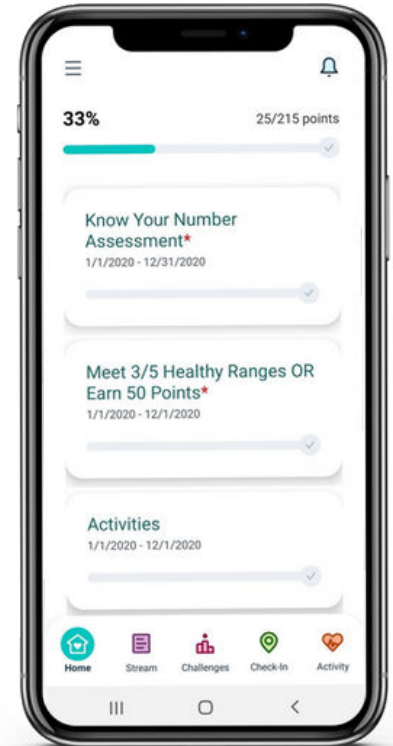 33% 25/215 points
Know Your Number
Assessment*
1/1/2020 - 12/31/2020
Meet 3/5 Healthy Ranges OR
Earn 50 Points*
1/1/2020 - 12/1/2020
Activities
1/1/2020 - 12/1/2020
Home Stream Challenges Check-In Activity